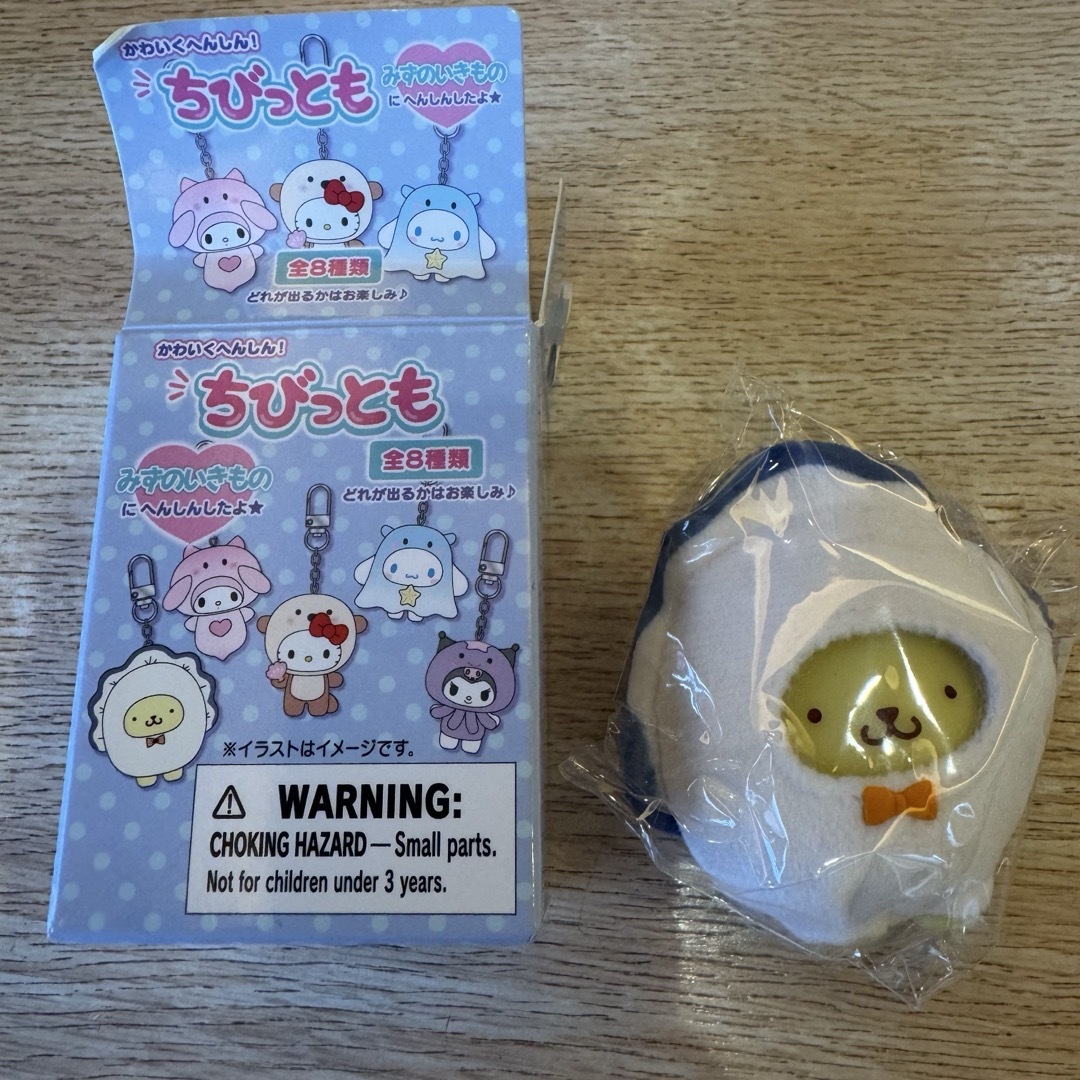 かわいくへんしん!
ちびっとも
みずのいきもの
に へんしんしたよ★
全8種類
どれが出るかはお楽しみ♪
かわいくへんしん!
ちびっとも
みずのいきもの
に へんしんしたよ★
全8種類
どれが出るかはお楽しみ♪
※イラストはイメージです。
WARNING:
CHOKING HAZARD — Small parts.
Not for children under 3 years.